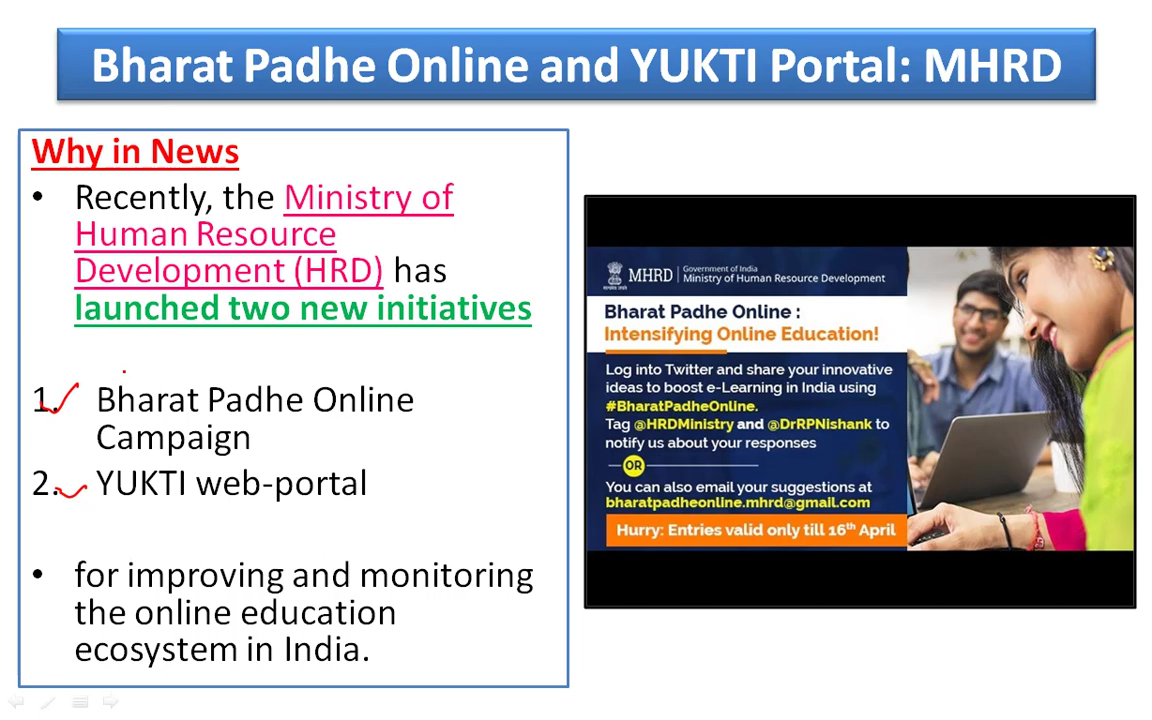 Bharat Padhe Online and YUKTI Portal: MHRD
Why in News
• Recently, the Ministry of
Human Resource
Development (HRD) has
launched two new initiatives
1. Bharat Padhe Online
Campaign
2. YUKTI web-portal
• for improving and monitoring
the online education
ecosystem in India.
MHRD
Government of India
Ministry of Human Resource Development
Bharat Padhe Online :
Intensifying Online Education!
Log into Twitter and share your innovative
ideas to boost e-Learning in India using
#BharatPadheOnline.
Tag @HRDMinistry and @DrRPNishank to
notify us about your responses
OR
You can also email your suggestions at
bharatpadheonline.mhrd@gmail.com
Hurry: Entries valid only till 16th April